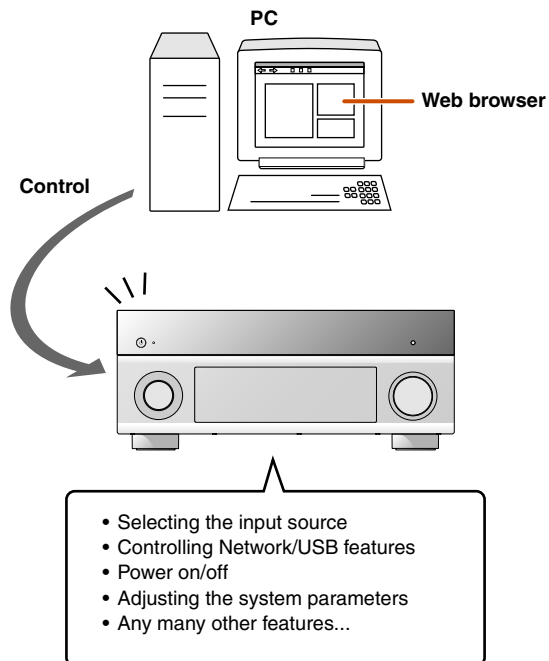 PC
Web browser
Control
• Selecting the input source
• Controlling Network/USB features
• Power on/off
• Adjusting the system parameters
• Any many other features...